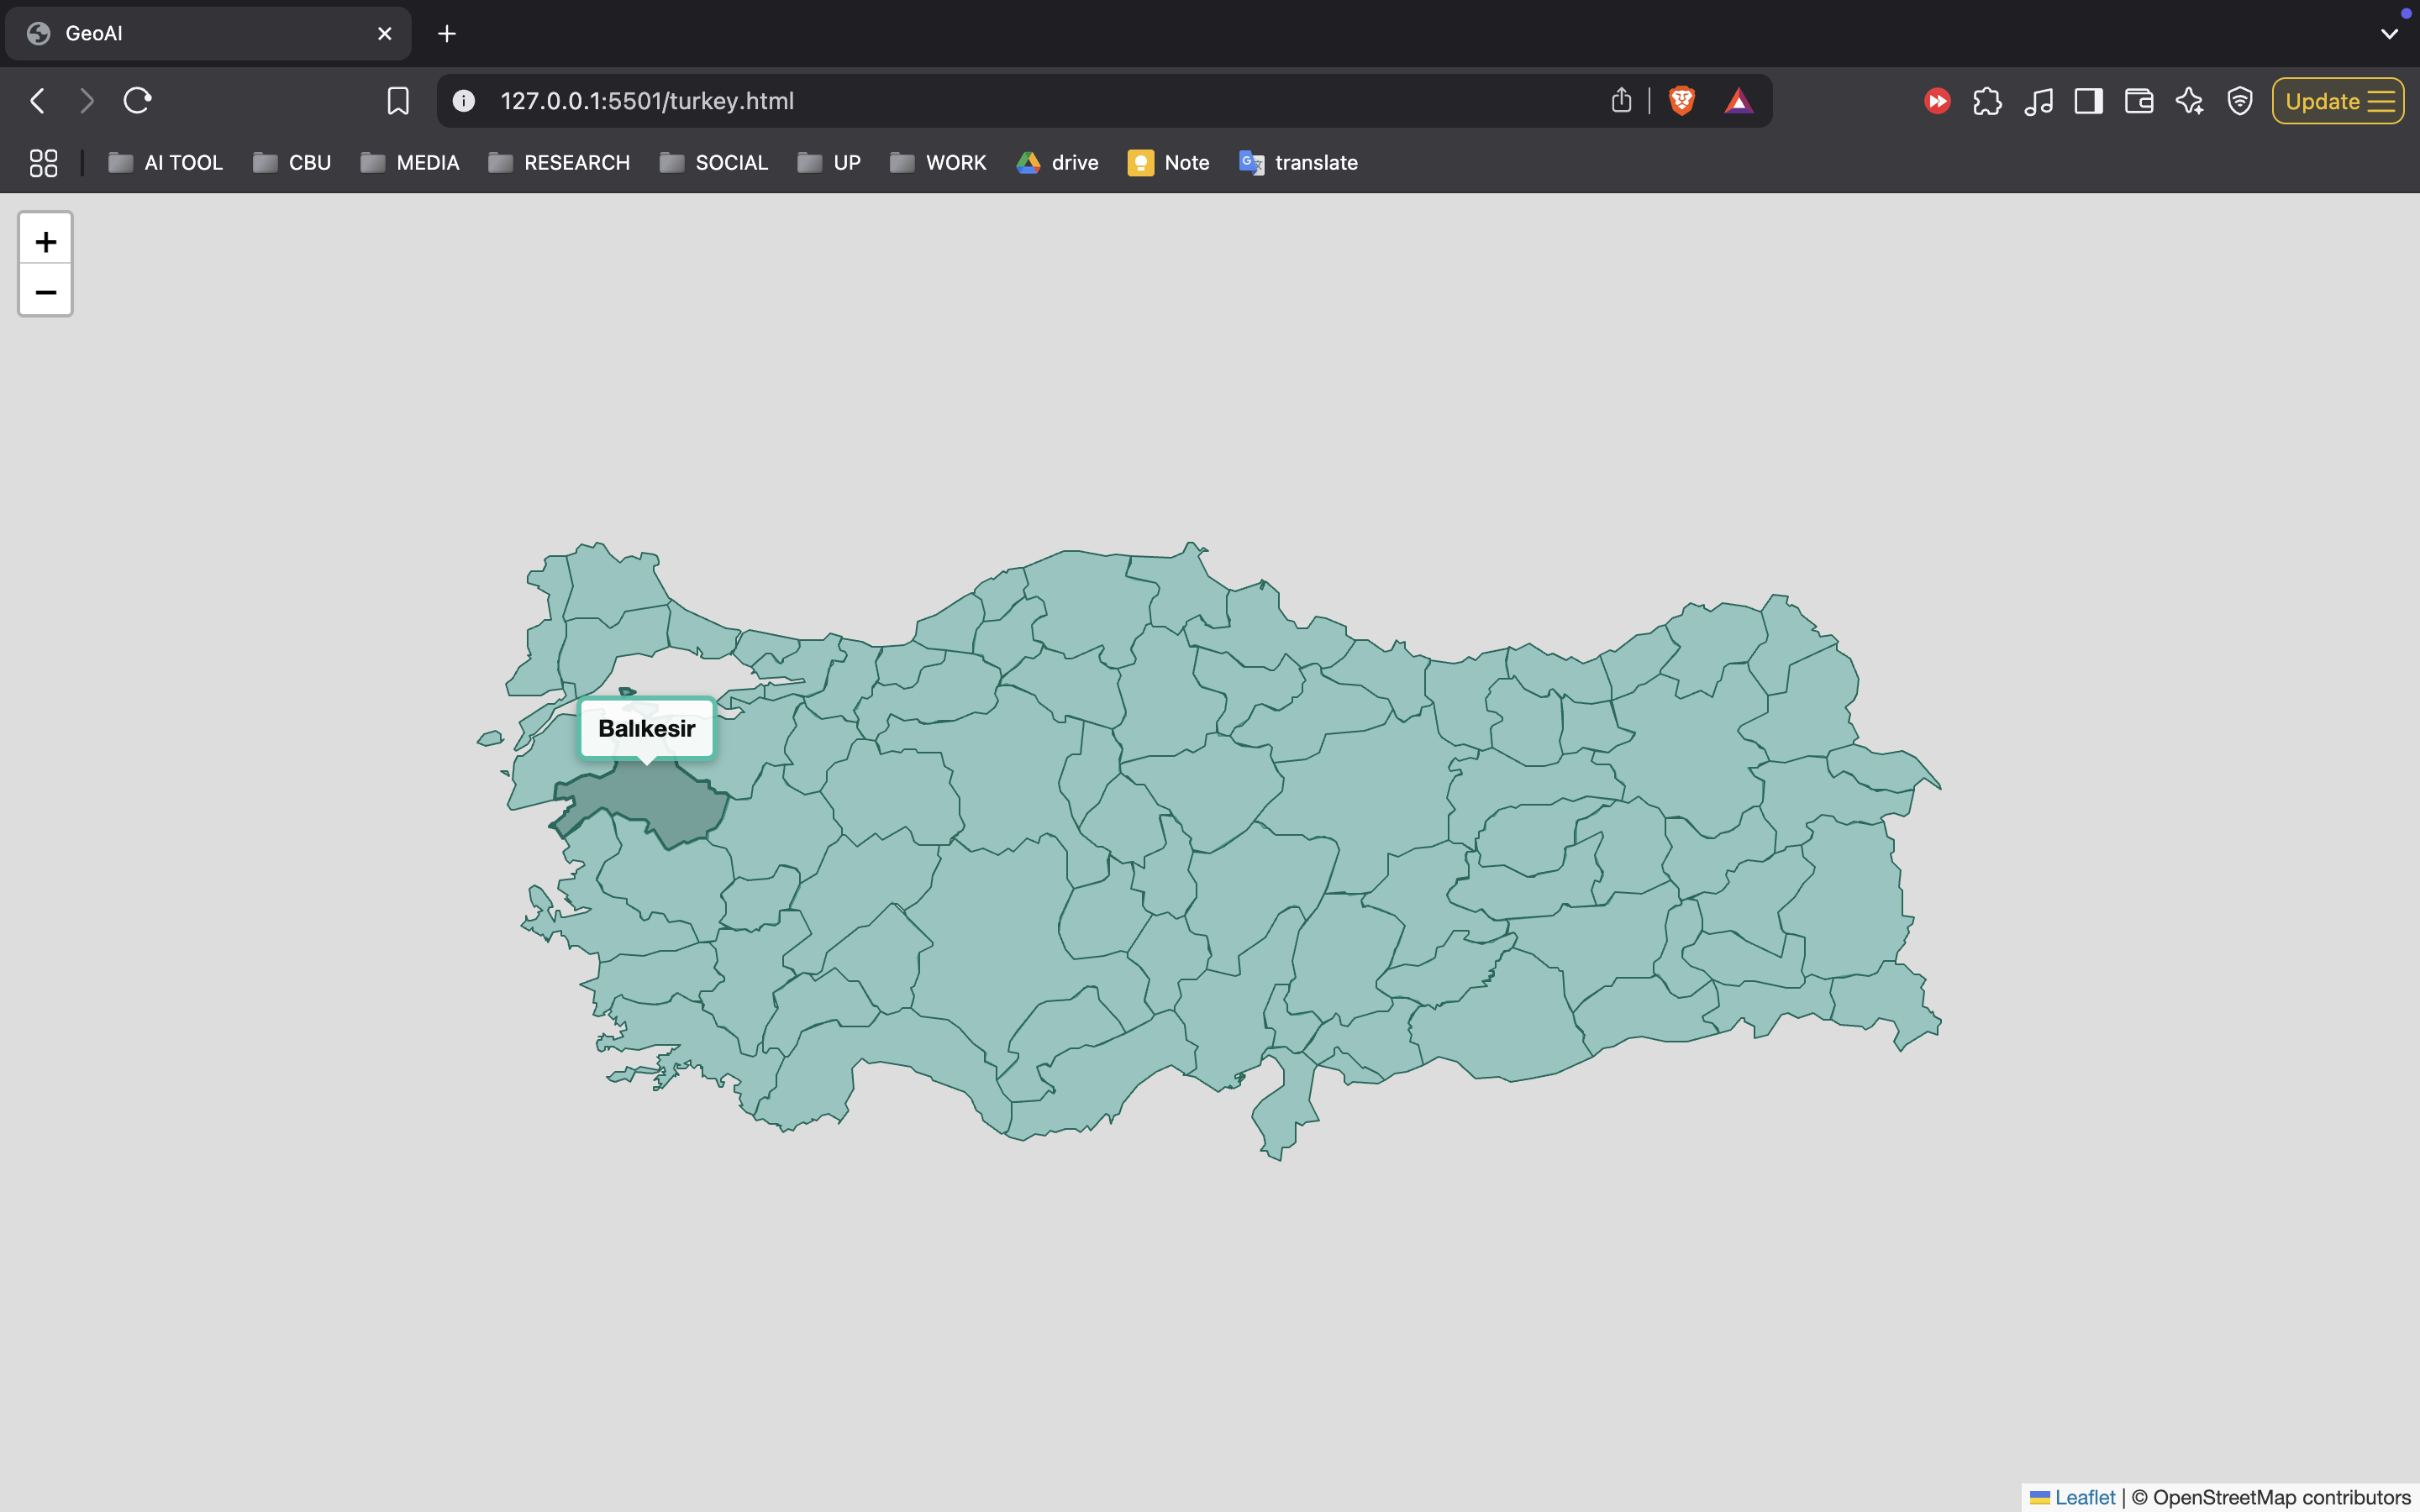 GeoAI
127.0.0.1:5501/turkey.html
Update
AI TOOL CBU MEDIA RESEARCH SOCIAL UP WORK drive Note translate
+
−
Balıkesir
Leaflet | © OpenStreetMap contributors